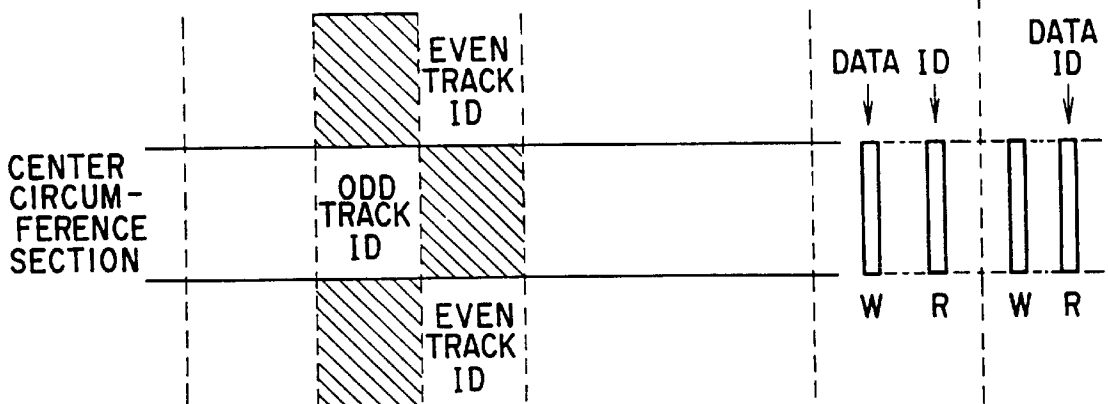 EVEN
TRACK
ID
DATA ID
DATA
ID
CENTER
CIRCUM-
FERENCE
SECTION
ODD
TRACK
ID
W
R
W
R
EVEN
TRACK
ID